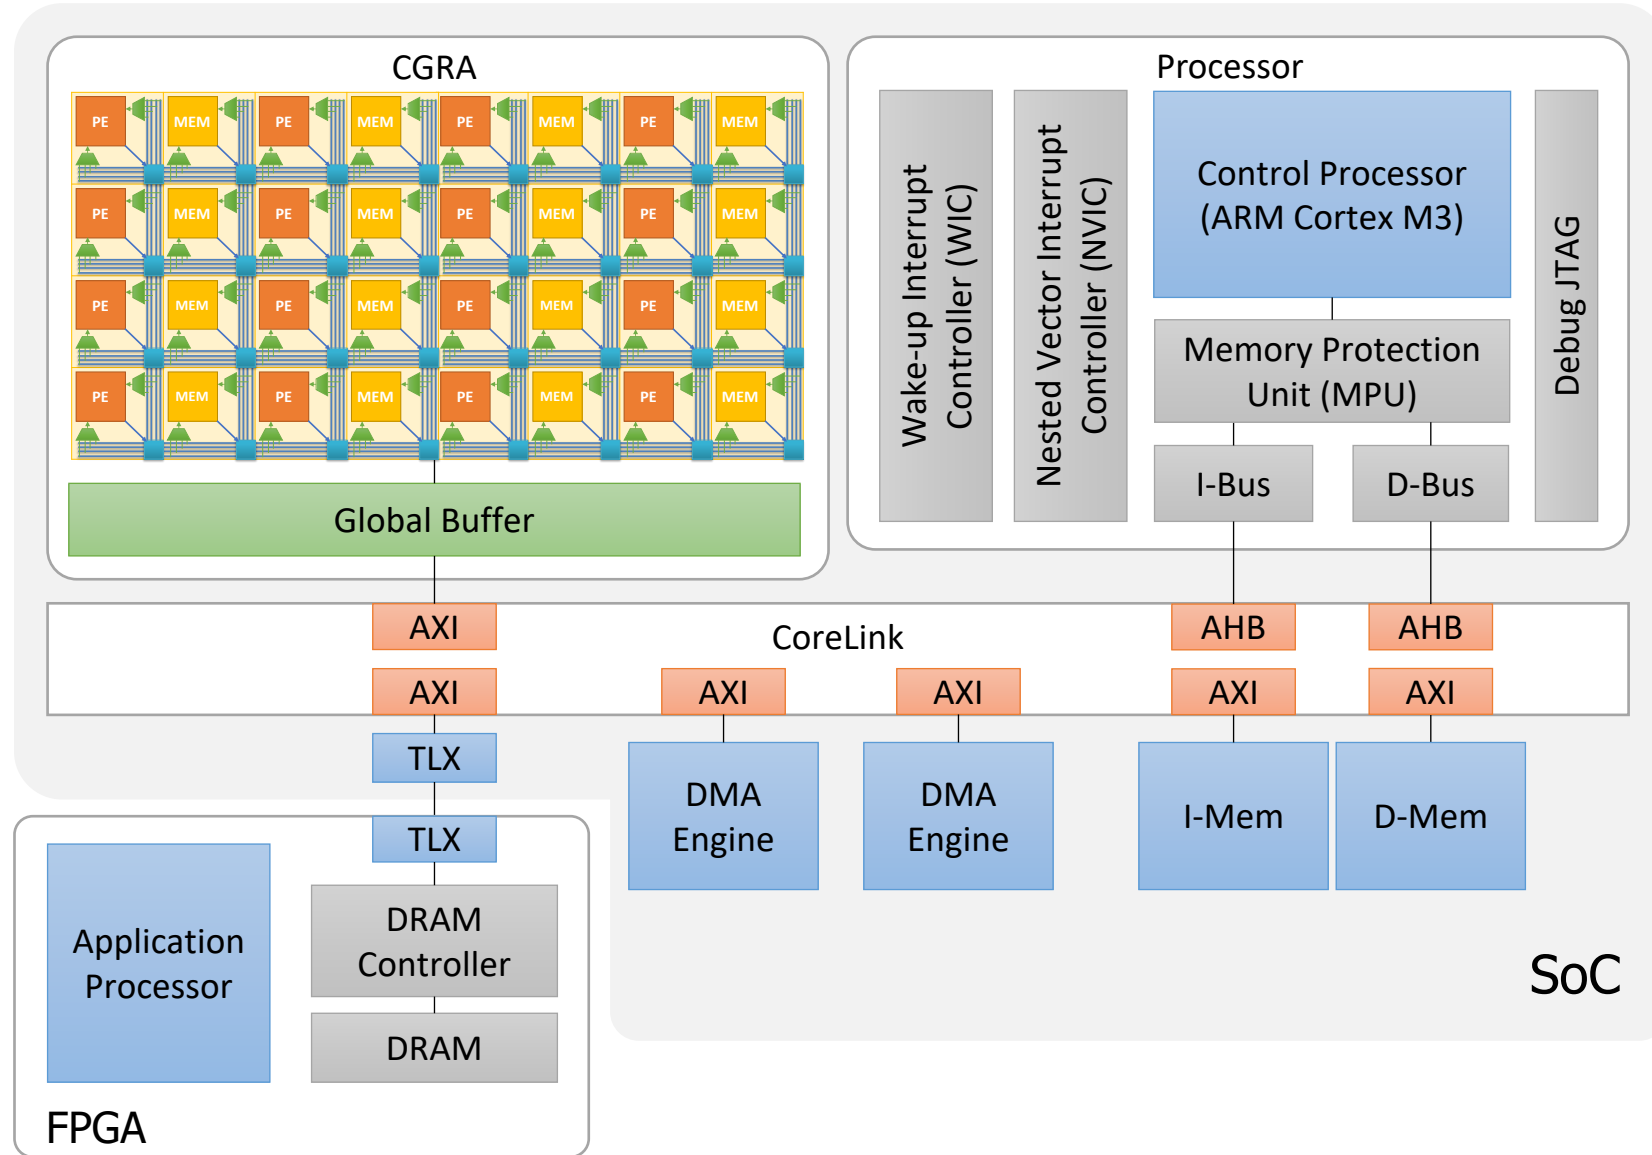 CGRA
PE MEM PE MEM PE MEM PE MEM
PE MEM PE MEM PE MEM PE MEM
PE MEM PE MEM PE MEM PE MEM
PE MEM PE MEM PE MEM PE MEM
Global Buffer
Processor
Wake-up Interrupt
Controller (WIC)
Nested Vector Interrupt
Controller (NVIC)
Control Processor
(ARM Cortex M3)
Memory Protection
Unit (MPU)
I-Bus
D-Bus
Debug JTAG
AXI
CoreLink
AHB
AHB
AXI
AXI
AXI
AXI
AXI
TLX
DMA
Engine
DMA
Engine
I-Mem
D-Mem
TLX
Application
Processor
DRAM
Controller
DRAM
FPGA
SoC